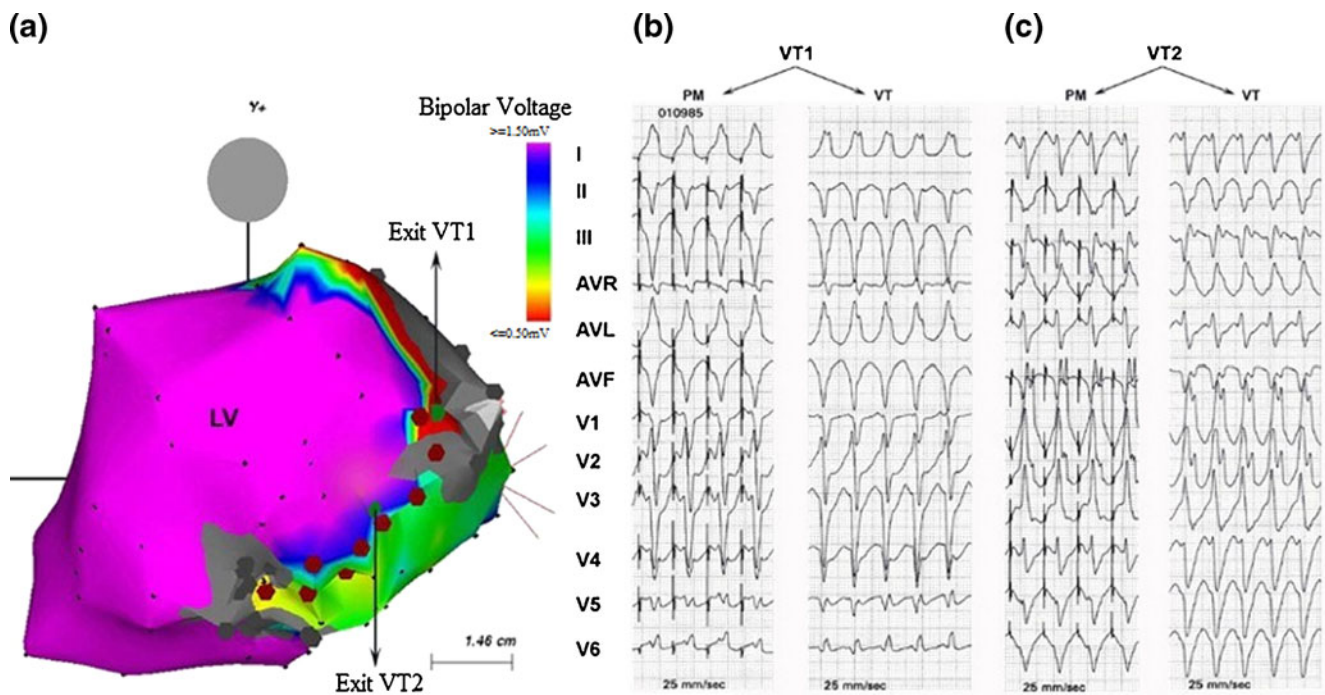 (a)
Y+
Bipolar Voltage
>=1.50mV
<=0.50mV
Exit VT1
LV
1.46 cm
Exit VT2
(b)
VT1
PM
VT
010985
I
II
III
AVR
AVL
AVF
V1
V2
V3
V4
V5
V6
25 mm/sec
25 mm/sec
(c)
VT2
PM
VT
25 mm/sec
25 mm/sec